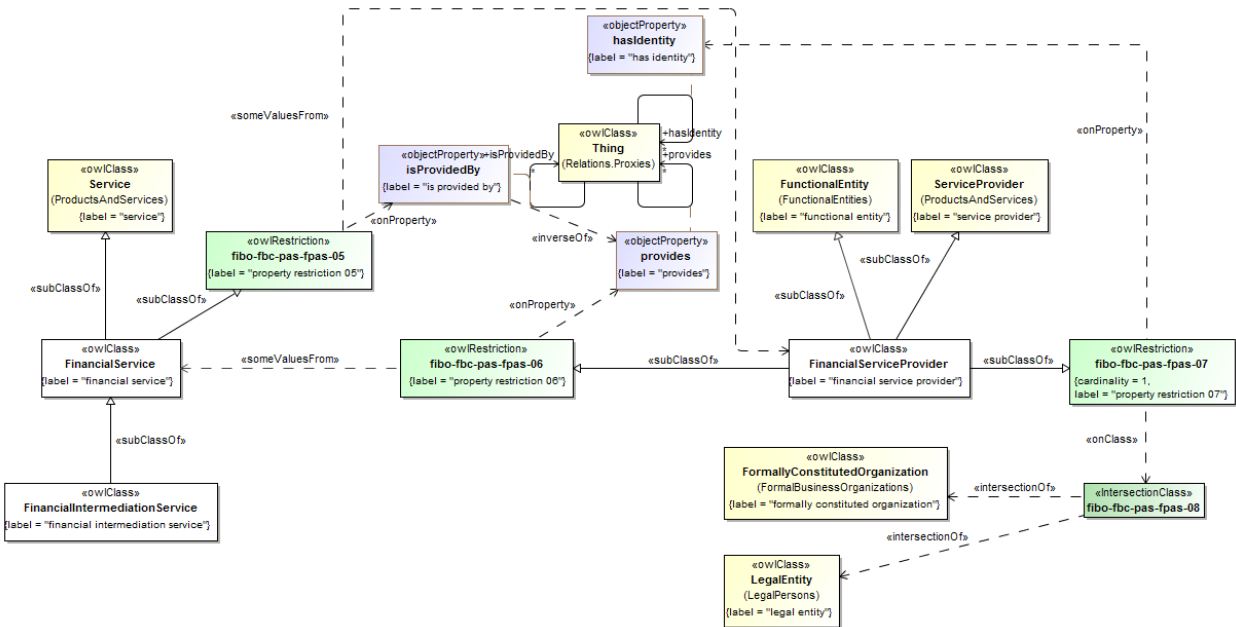 «objectProperty»
hasIdentity
{label = "has identity"}
«someValuesFrom»
«onProperty»
+hasIdentity
*
«owlClass»
Thing
(Relations.Proxies)
+provides
*
«objectProperty»
isProvidedBy
{label = "is provided by"}
+isProvidedBy
*
«owlClass»
Service
(ProductsAndServices)
{label = "service"}
«owlClass»
FunctionalEntity
(FunctionalEntities)
{label = "functional entity"}
«owlClass»
ServiceProvider
(ProductsAndServices)
{label = "service provider"}
«onProperty»
«inverseOf»
«owlRestriction»
fibo-fbc-pas-fpas-05
{label = "property restriction 05"}
«objectProperty»
provides
{label = "provides"}
«subClassOf»
«subClassOf»
«subClassOf»
«subClassOf»
«onProperty»
«owlClass»
FinancialService
{label = "financial service"}
«someValuesFrom»
«owlRestriction»
fibo-fbc-pas-fpas-06
{label = "property restriction 06"}
«subClassOf»
«owlClass»
FinancialServiceProvider
{label = "financial service provider"}
«subClassOf»
«owlRestriction»
fibo-fbc-pas-fpas-07
{cardinality = 1,
label = "property restriction 07"}
«subClassOf»
«onClass»
«owlClass»
FinancialIntermediationService
{label = "financial intermediation service"}
«owlClass»
FormallyConstitutedOrganization
(FormalBusinessOrganizations)
{label = "formally constituted organization"}
«intersectionOf»
«IntersectionClass»
fibo-fbc-pas-fpas-08
«intersectionOf»
«owlClass»
LegalEntity
(LegalPersons)
{label = "legal entity"}